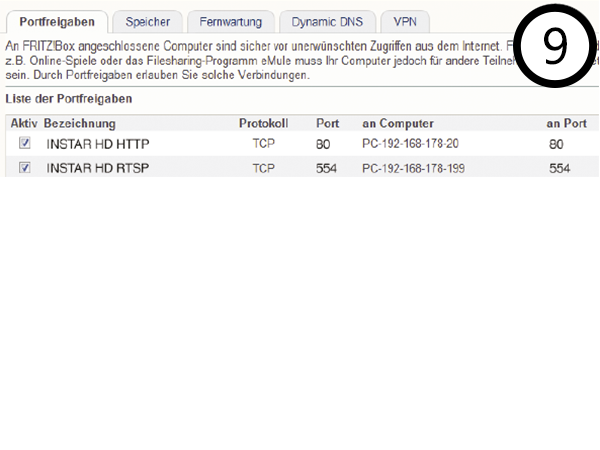 Portfreigaben Speicher Fernwartung Dynamic DNS VPN
9
An FRITZ!Box angeschlossene Computer sind sicher vor unerwünschten Zugriffen aus dem Internet.
z.B. Online-Spiele oder das Filesharing-Programm eMule muss Ihr Computer jedoch für andere
sein. Durch Portfreigaben erlauben Sie solche Verbindungen.
Liste der Portfreigaben
Aktiv Bezeichnung Protokoll Port an Computer an Port
INSTAR HD HTTP TCP 80 PC-192-168-178-20 80
INSTAR HD RTSP TCP 554 PC-192-168-178-199 554